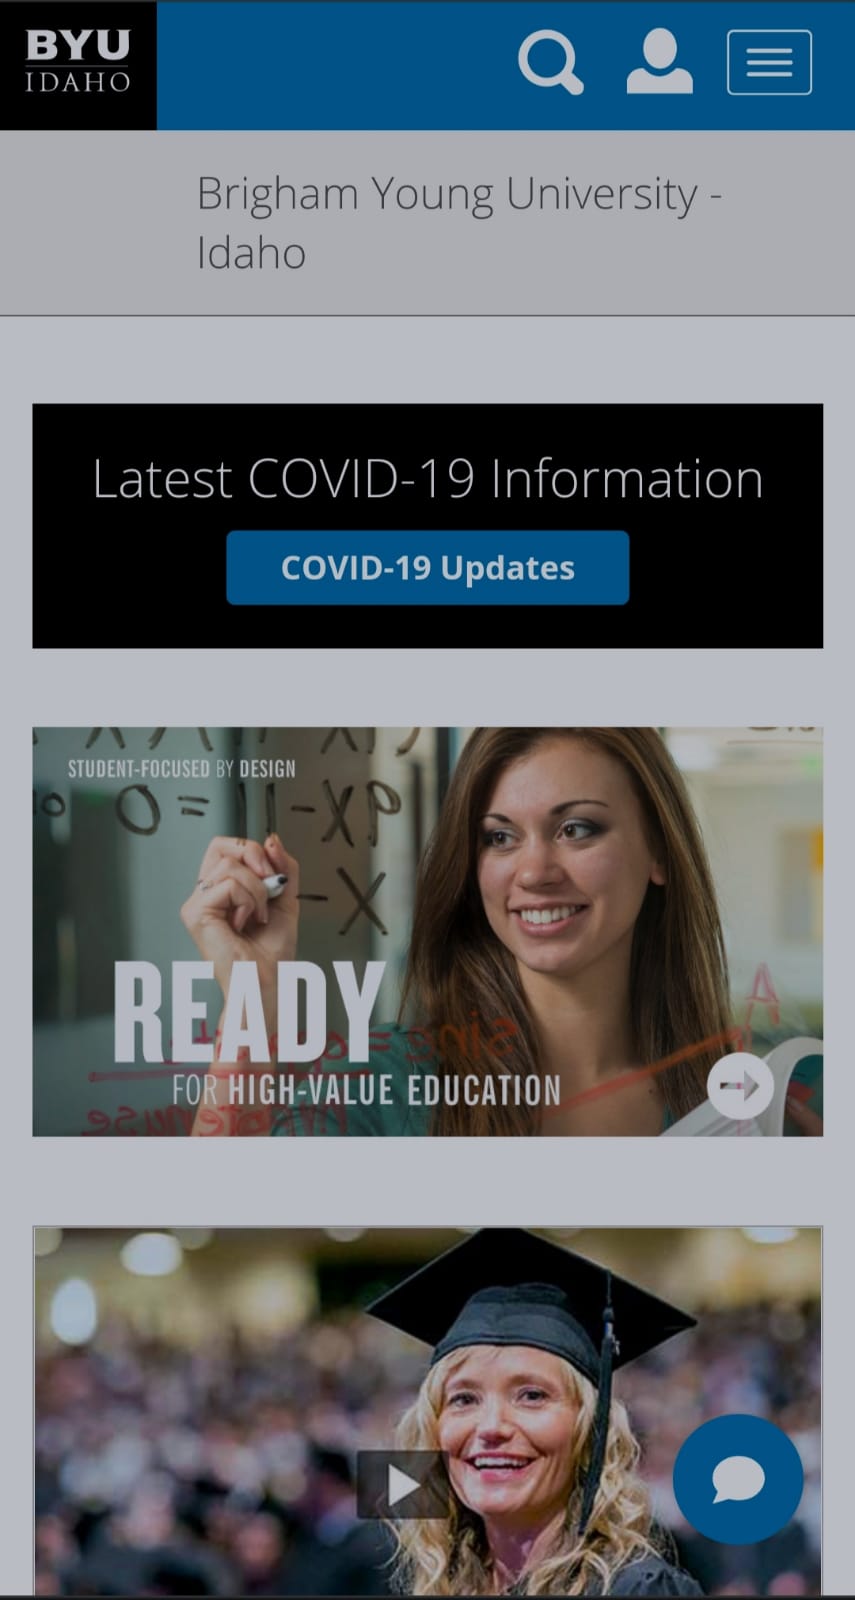 BYU
IDAHO
Brigham Young University -
Idaho
Latest COVID-19 Information
COVID-19 Updates
STUDENT-FOCUSED BY DESIGN
READY
FOR HIGH-VALUE EDUCATION